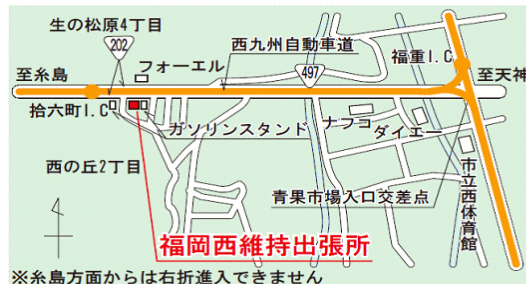 生の松原4丁目
202
フォーエル
西九州自動車道
497
福重I.C
至糸島
至天神
拾六町I.C
ガソリンスタンド
ナフコ
ダイエー
西の丘2丁目
青果市場入口交差点
市立西体育館
福岡西維持出張所
※糸島方面からは右折進入できません